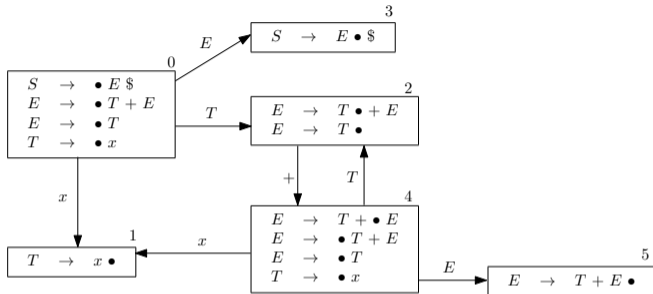 3
S → E • $
E
0
S → • E $
E → • T + E
E → • T
T → • x
T
2
E → T • + E
E → T •
x
+
T
4
E → T + • E
E → • T + E
E → • T
T → • x
1
T → x •
x
E
5
E → T + E •